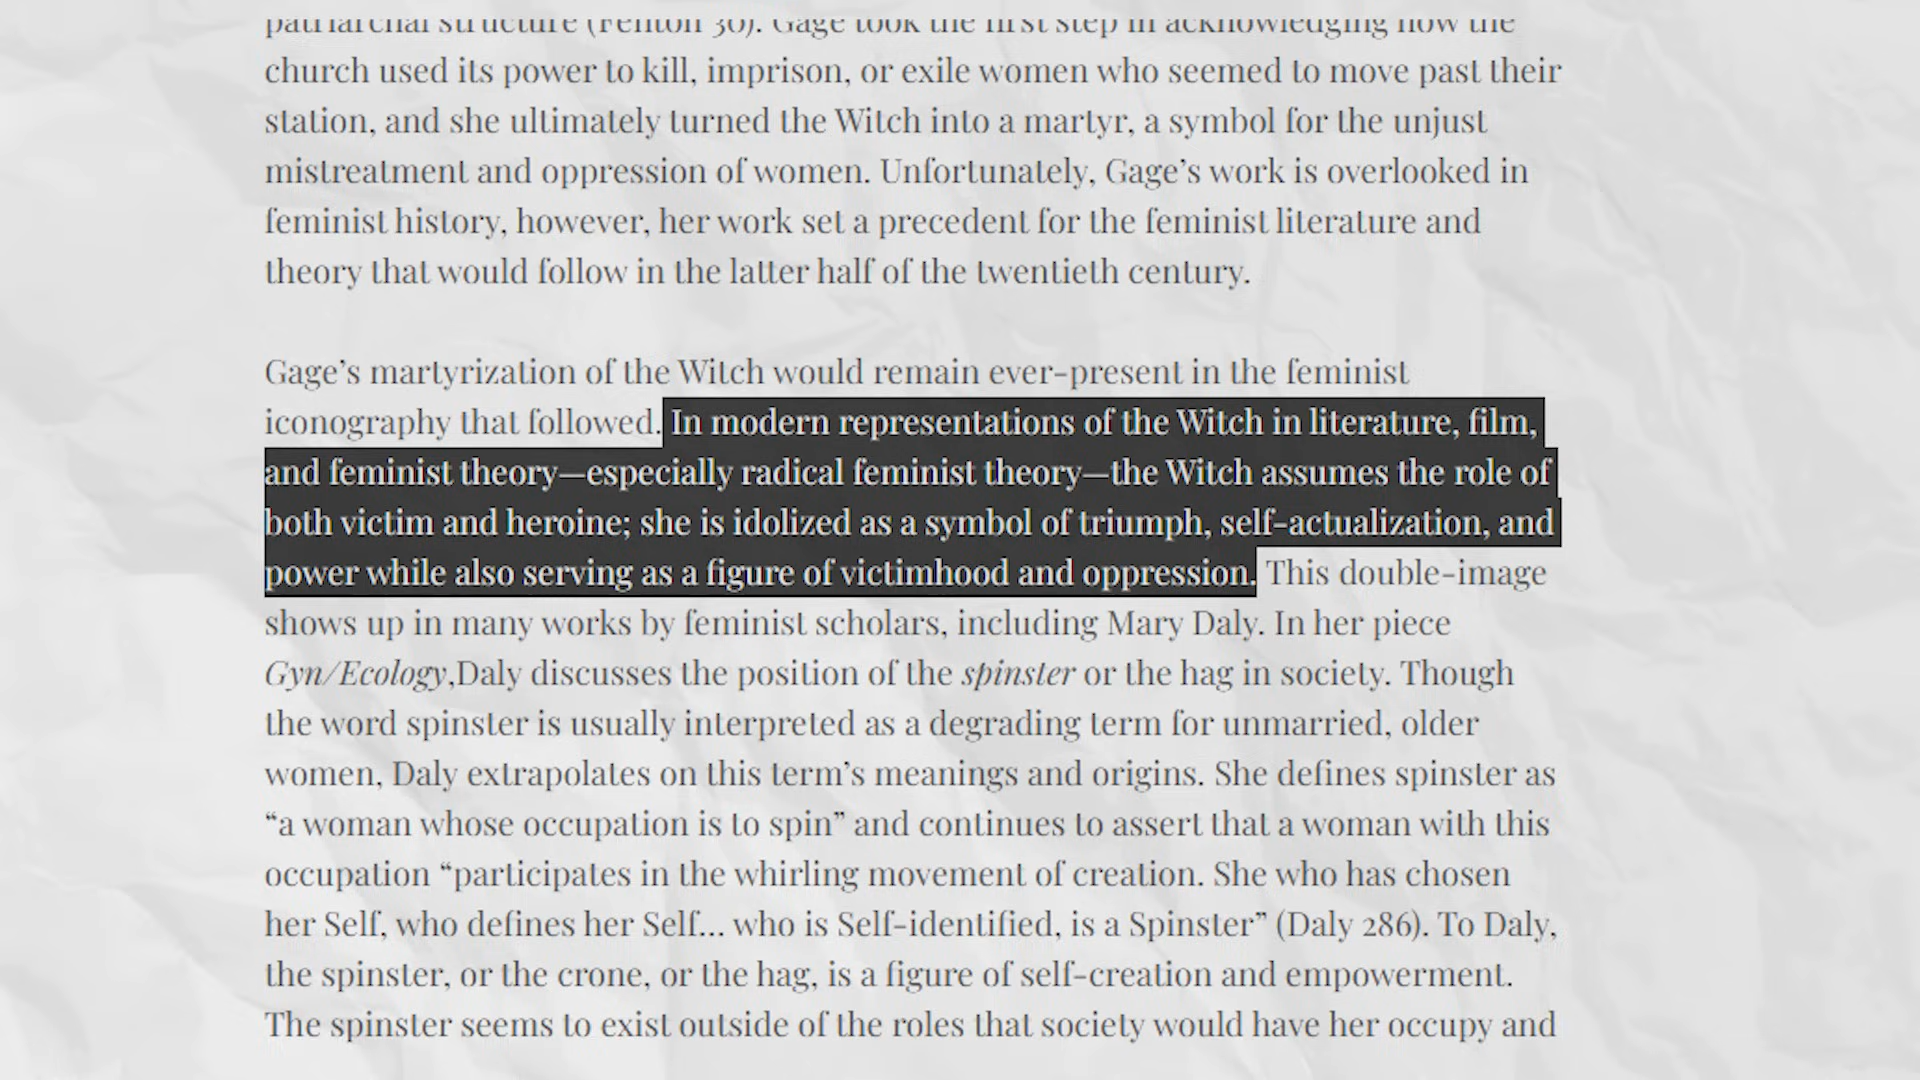 patriarchal structure (Fenton 30). Gage took the first step in acknowledging how the
church used its power to kill, imprison, or exile women who seemed to move past their
station, and she ultimately turned the Witch into a martyr, a symbol for the unjust
mistreatment and oppression of women. Unfortunately, Gage’s work is overlooked in
feminist history, however, her work set a precedent for the feminist literature and
theory that would follow in the latter half of the twentieth century.
Gage’s martyrization of the Witch would remain ever-present in the feminist
iconography that followed. In modern representations of the Witch in literature, film,
and feminist theory—especially radical feminist theory—the Witch assumes the role of
both victim and heroine; she is idolized as a symbol of triumph, self-actualization, and
power while also serving as a figure of victimhood and oppression. This double-image
shows up in many works by feminist scholars, including Mary Daly. In her piece
Gyn/Ecology,Daly discusses the position of the spinster or the hag in society. Though
the word spinster is usually interpreted as a degrading term for unmarried, older
women, Daly extrapolates on this term’s meanings and origins. She defines spinster as
“a woman whose occupation is to spin” and continues to assert that a woman with this
occupation “participates in the whirling movement of creation. She who has chosen
her Self, who defines her Self… who is Self-identified, is a Spinster” (Daly 286). To Daly,
the spinster, or the crone, or the hag, is a figure of self-creation and empowerment.
The spinster seems to exist outside of the roles that society would have her occupy and